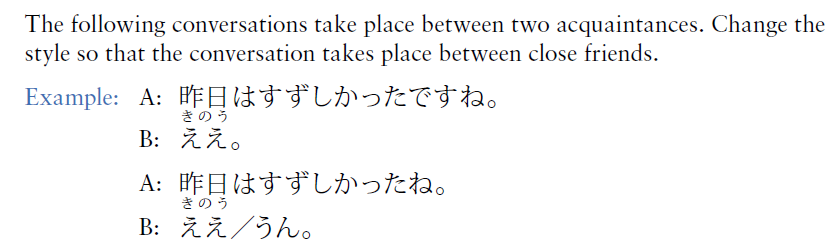 The following conversations take place between two acquaintances. Change the
style so that the conversation takes place between close friends.
Example: A: 昨日はすずしかったですね。
きのう
B: ええ。
A: 昨日はすずしかったね。
きのう
B: ええ／うん。